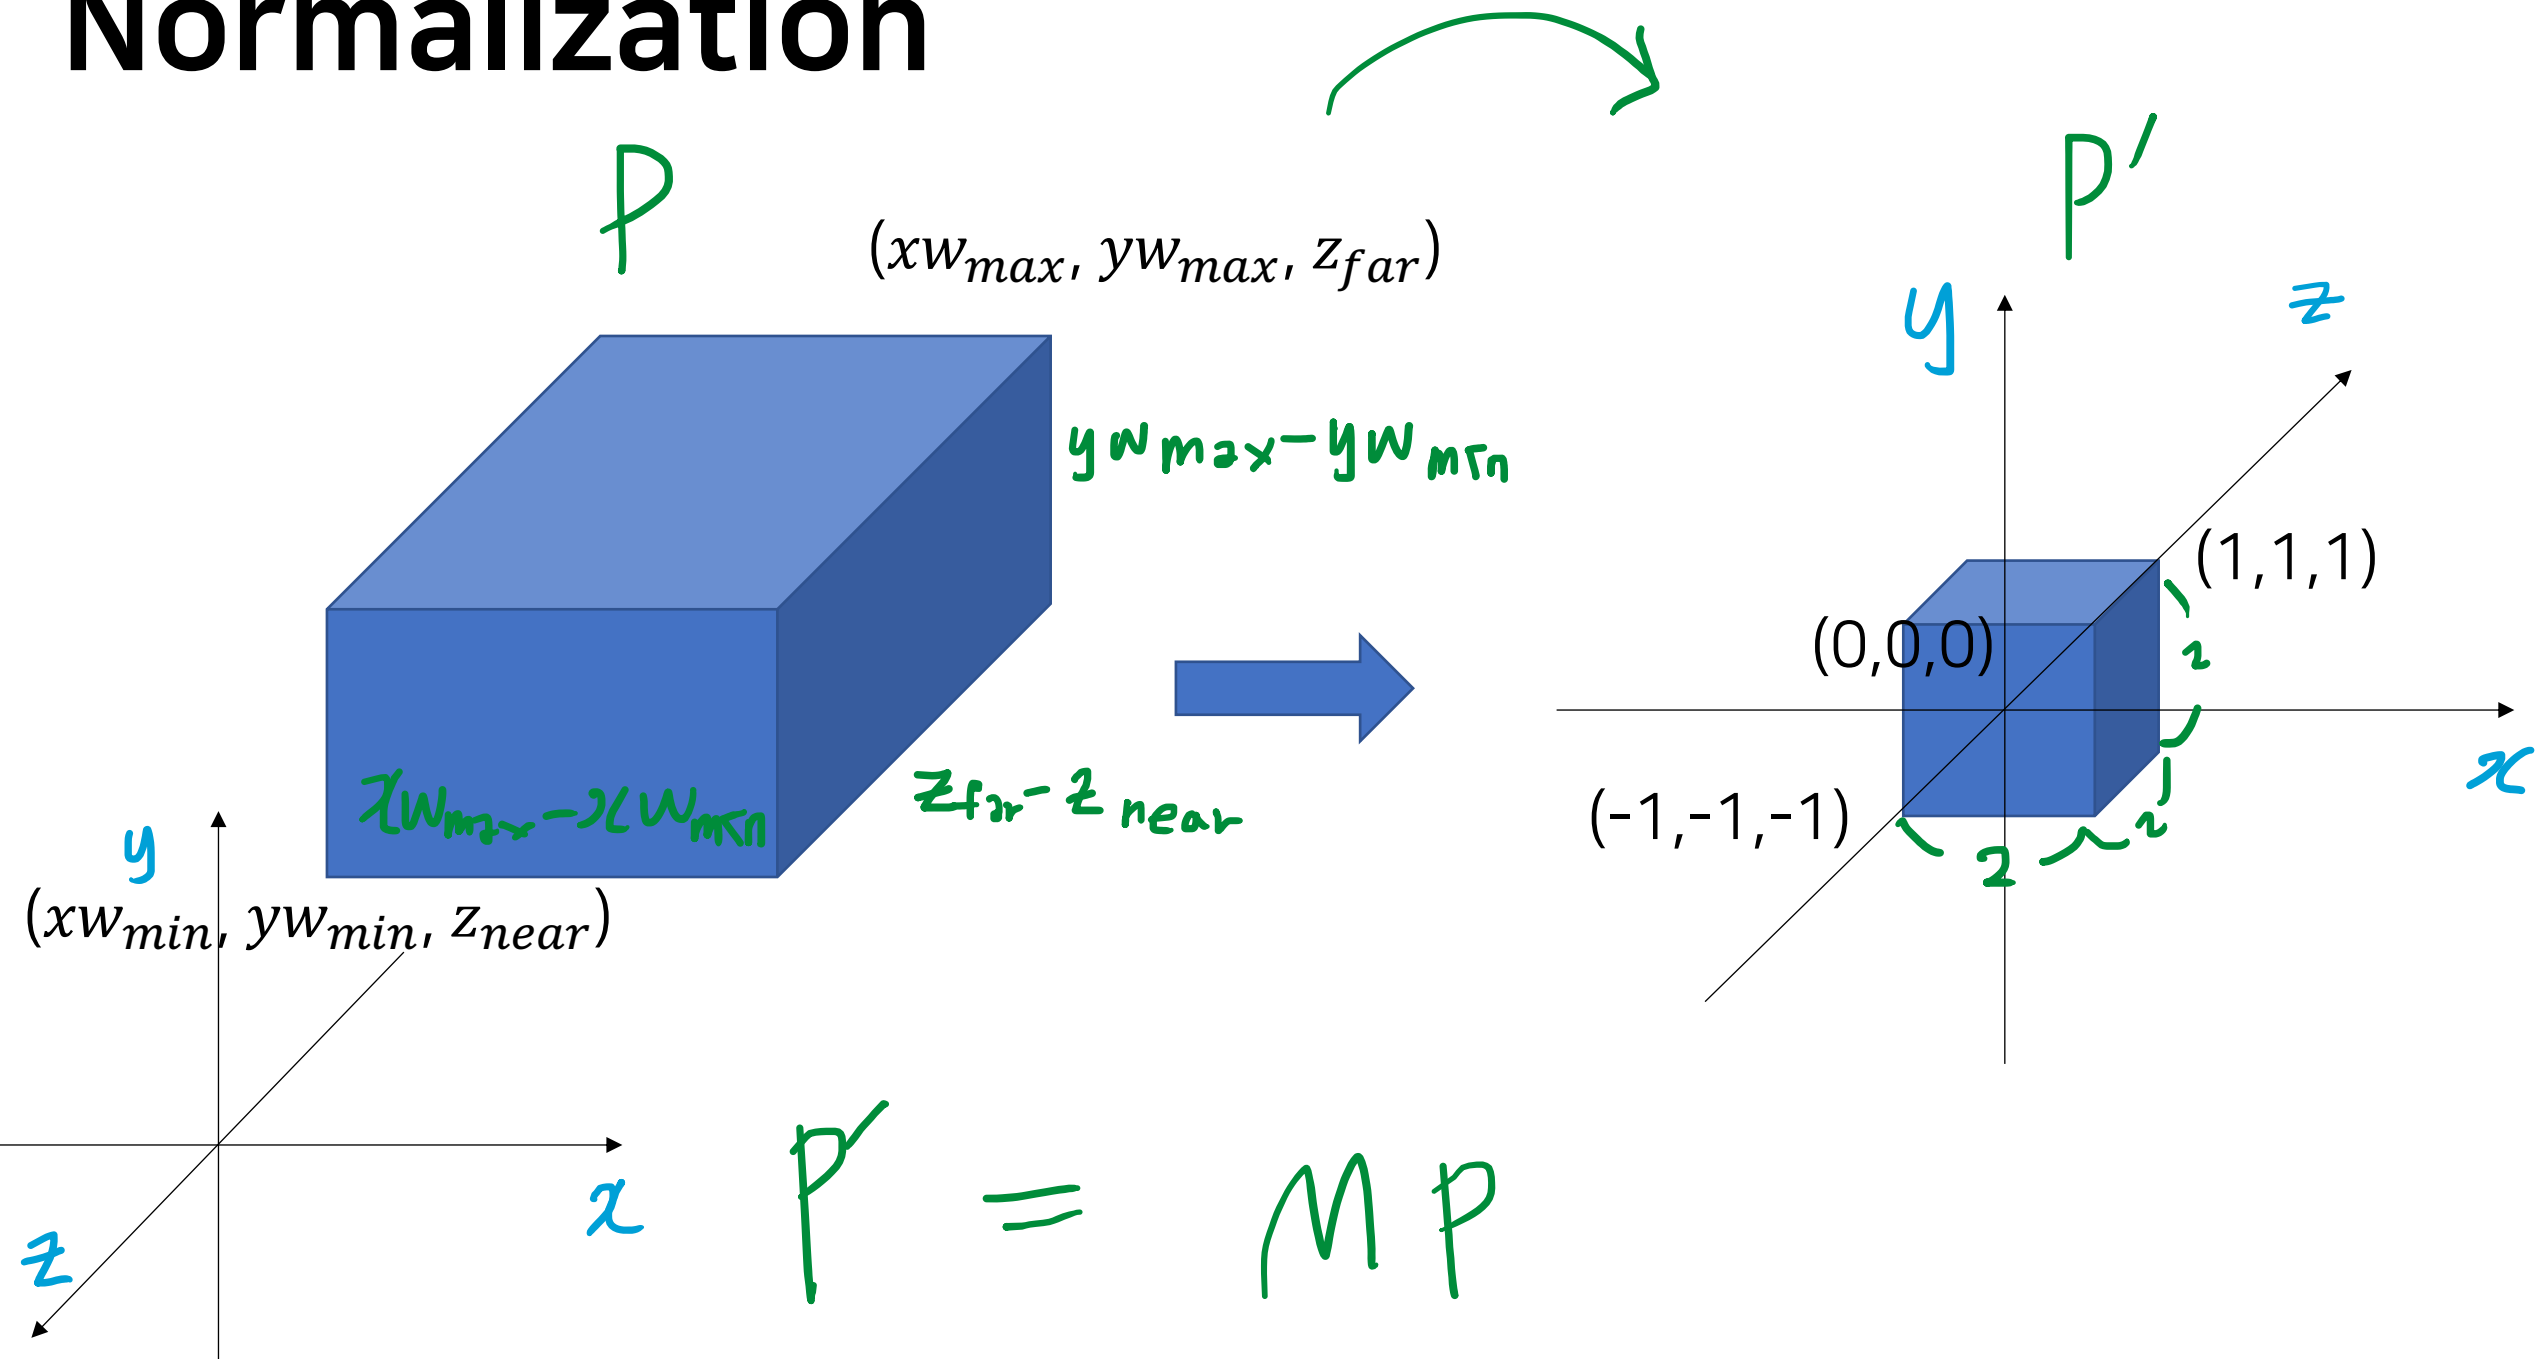 Normalization
P
P'
(xw_max, yw_max, z_far)
y
z
yw_max - yw_min
(1,1,1)
(0,0,0)
2
x
xw_max - xw_min
z_far - z_near
(-1,-1,-1)
2
2
y
(xw_min, yw_min, z_near)
x
z
P' = M P